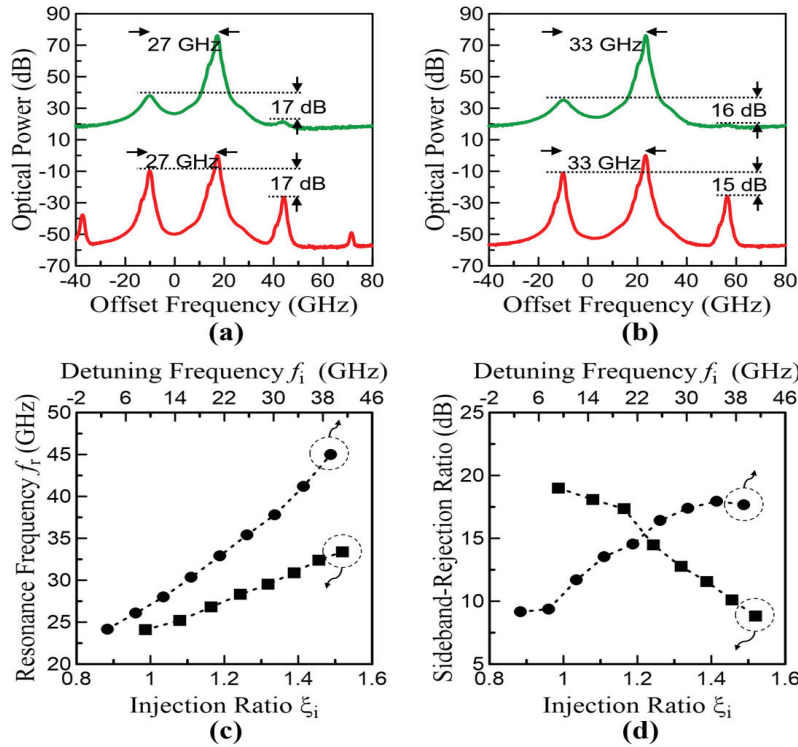 90
70
50
30
10
-10
-30
-50
-70
Optical Power (dB)
27 GHz
17 dB
27 GHz
17 dB
-40 -20 0 20 40 60 80
Offset Frequency (GHz)
(a)
90
70
50
30
10
-10
-30
-50
-70
Optical Power (dB)
33 GHz
16 dB
33 GHz
15 dB
-40 -20 0 20 40 60 80
Offset Frequency (GHz)
(b)
Detuning Frequency fi (GHz)
-2 6 14 22 30 38 46
50
45
40
35
30
25
20
Resonance Frequency fr (GHz)
0.8 1 1.2 1.4 1.6
Injection Ratio ξi
(c)
Detuning Frequency fi (GHz)
-2 6 14 22 30 38 46
25
20
15
10
5
Sideband-Rejection Ratio (dB)
0.8 1 1.2 1.4 1.6
Injection Ratio ξi
(d)